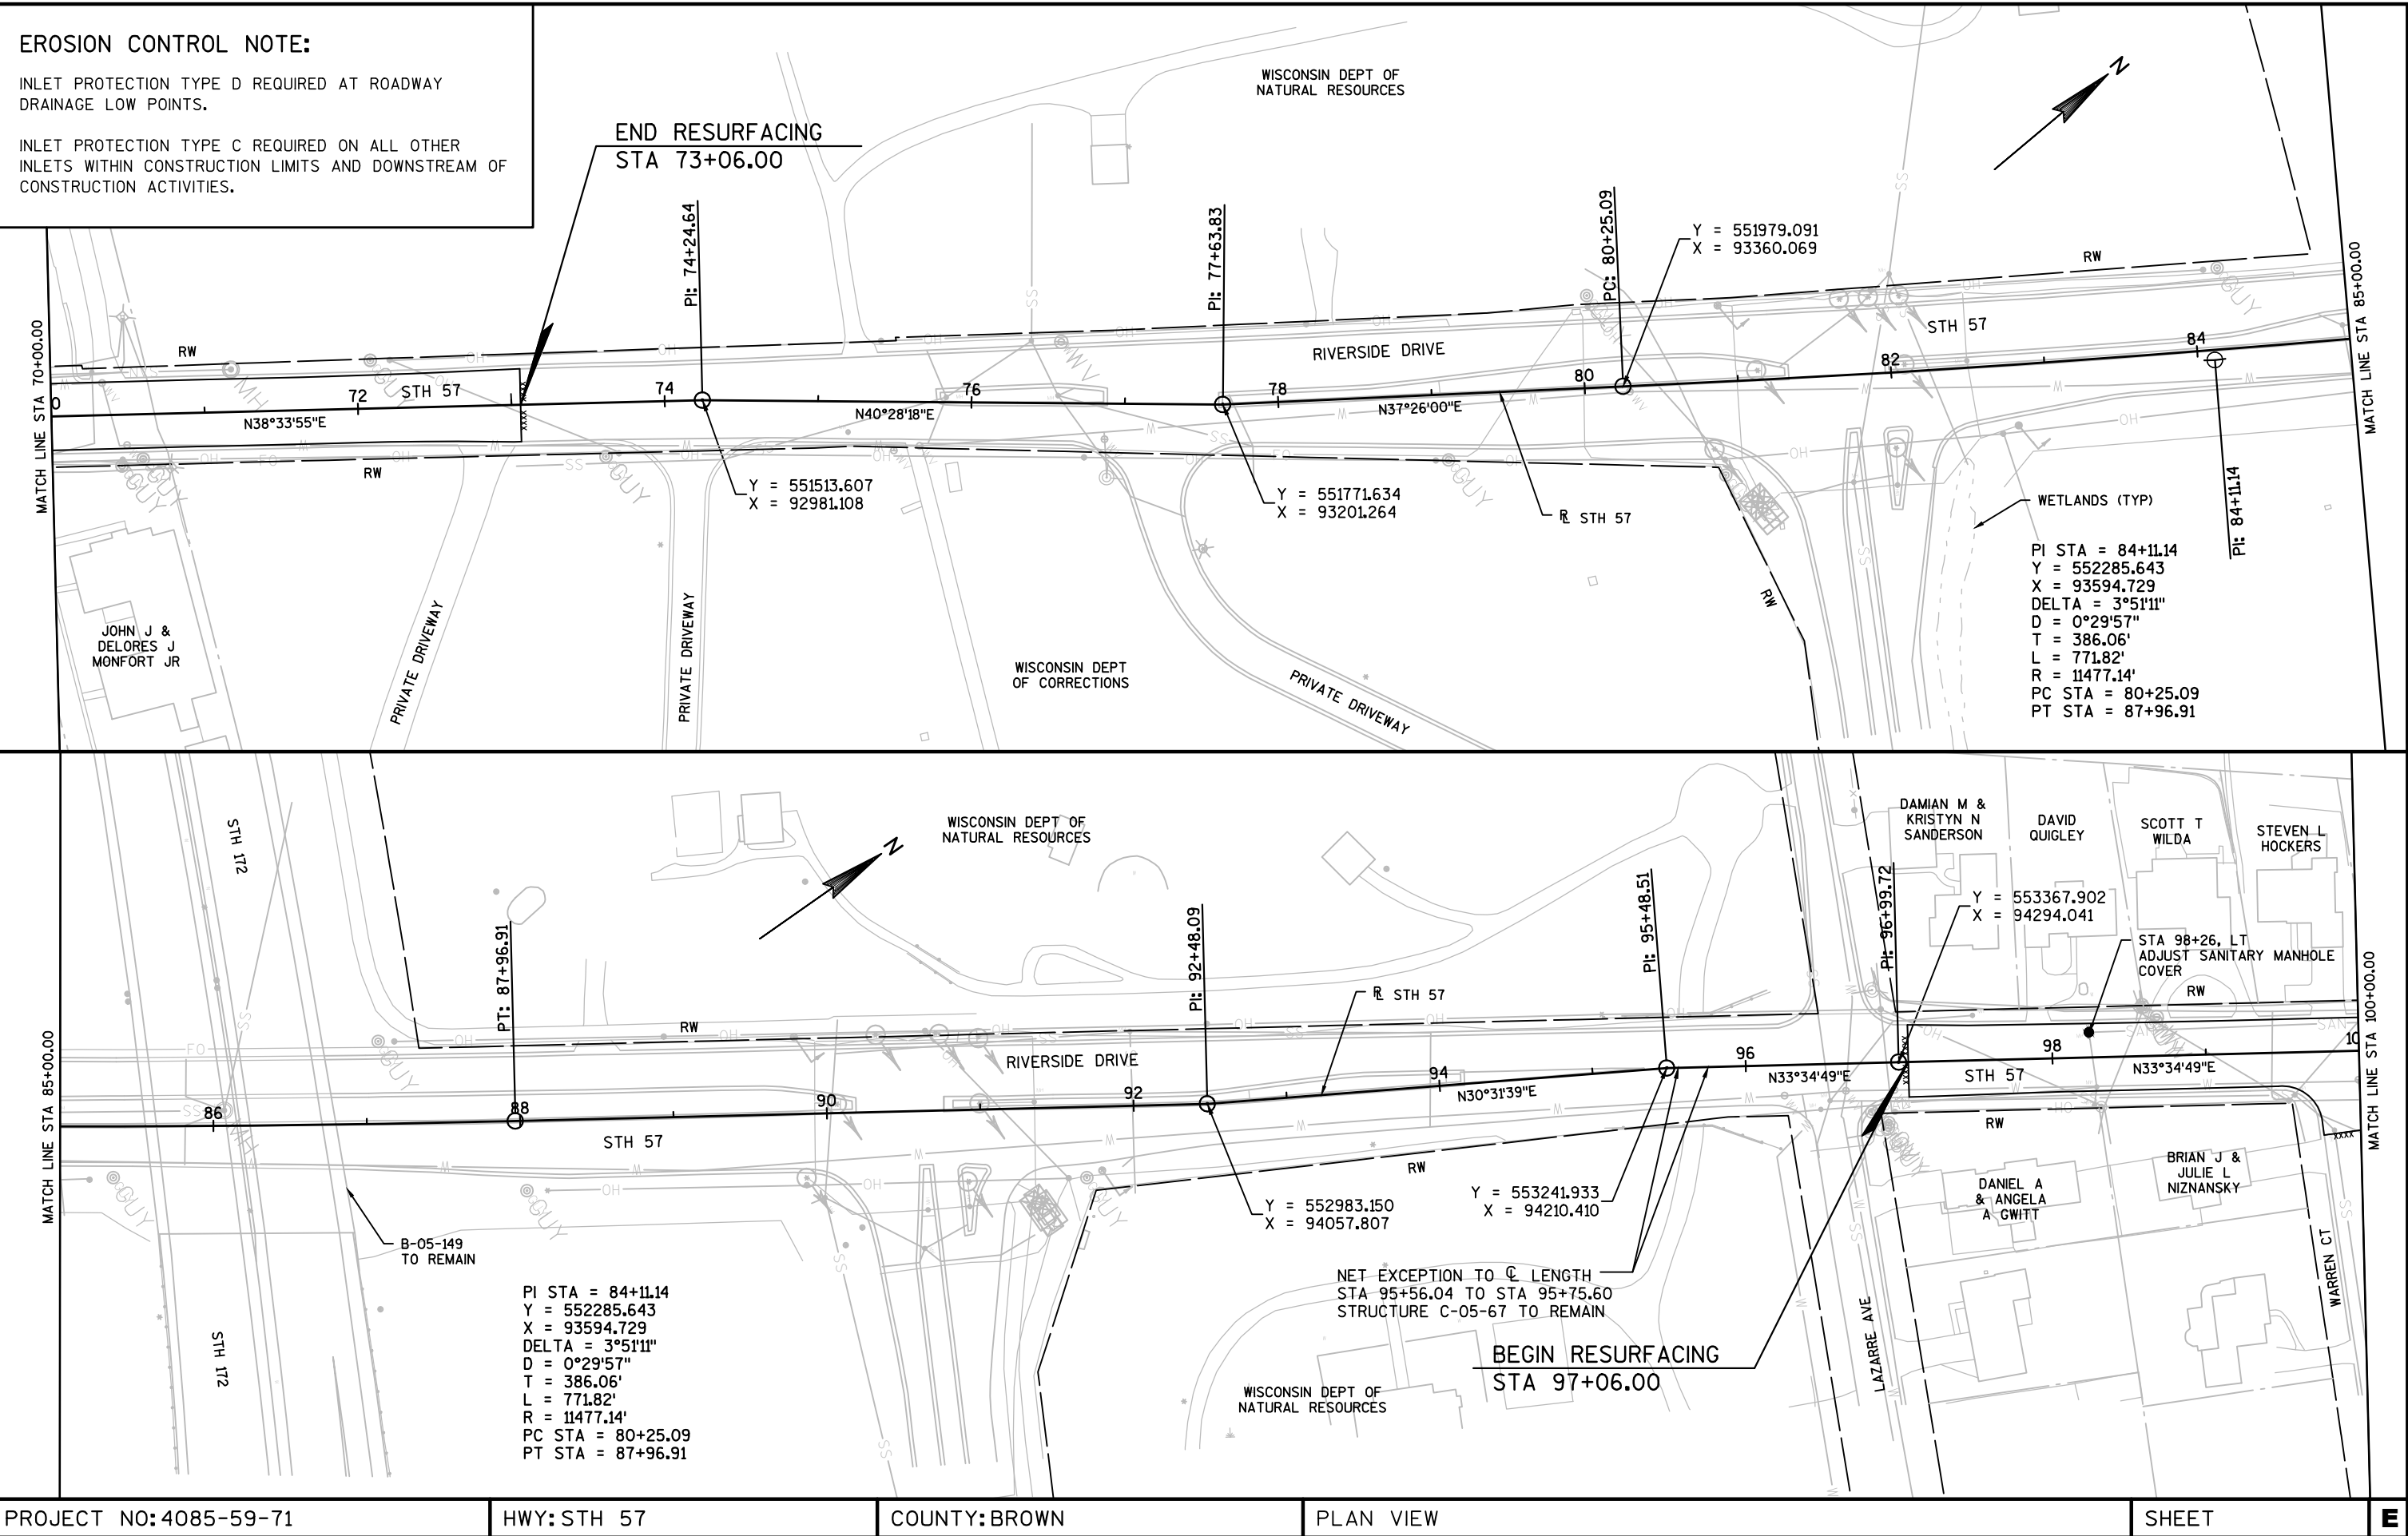 EROSION CONTROL NOTE:
INLET PROTECTION TYPE D REQUIRED AT ROADWAY
DRAINAGE LOW POINTS.
INLET PROTECTION TYPE C REQUIRED ON ALL OTHER
INLETS WITHIN CONSTRUCTION LIMITS AND DOWNSTREAM OF
CONSTRUCTION ACTIVITIES.
END RESURFACING
STA 73+06.00
WISCONSIN DEPT OF
NATURAL RESOURCES
N
PI: 74+24.64
PI: 77+63.83
PC: 80+25.09
Y = 551979.091
X = 93360.069
RW
MATCH LINE STA 70+00.00
MATCH LINE STA 85+00.00
RW
STH 57
RIVERSIDE DRIVE
STH 57
0
72
74
76
78
80
82
84
N38°33'55"E
N40°28'18"E
N37°26'00"E
RW
Y = 551513.607
X = 92981.108
Y = 551771.634
X = 93201.264
STH 57
WETLANDS (TYP)
PI: 84+11.14
RW
JOHN J &
DELORES J
MONFORT JR
PRIVATE DRIVEWAY
PRIVATE DRIVEWAY
WISCONSIN DEPT
OF CORRECTIONS
PRIVATE DRIVEWAY
PI STA = 84+11.14
Y = 552285.643
X = 93594.729
DELTA = 3°51'11"
D = 0°29'57"
T = 386.06'
L = 771.82'
R = 11477.14'
PC STA = 80+25.09
PT STA = 87+96.91
OH
SS
GUY
MH
WV
W
FO
STH 172
WISCONSIN DEPT OF
NATURAL RESOURCES
N
DAMIAN M &
KRISTYN N
SANDERSON
DAVID
QUIGLEY
SCOTT T
WILDA
STEVEN L
HOCKERS
PT: 87+96.91
PI: 92+48.09
PI: 95+48.51
PI: 96+99.72
Y = 553367.902
X = 94294.041
STA 98+26, LT
ADJUST SANITARY MANHOLE
COVER
STH 57
RW
RW
MATCH LINE STA 85+00.00
MATCH LINE STA 100+00.00
RIVERSIDE DRIVE
86
88
90
92
94
96
98
10
STH 57
N30°31'39"E
N33°34'49"E
STH 57
N33°34'49"E
RW
RW
B-05-149
TO REMAIN
Y = 552983.150
X = 94057.807
Y = 553241.933
X = 94210.410
DANIEL A
& ANGELA
A GWITT
BRIAN J &
JULIE L
NIZNANSKY
NET EXCEPTION TO ℄ LENGTH
STA 95+56.04 TO STA 95+75.60
STRUCTURE C-05-67 TO REMAIN
BEGIN RESURFACING
STA 97+06.00
WISCONSIN DEPT OF
NATURAL RESOURCES
STH 172
LAZARRE AVE
WARREN CT
PI STA = 84+11.14
Y = 552285.643
X = 93594.729
DELTA = 3°51'11"
D = 0°29'57"
T = 386.06'
L = 771.82'
R = 11477.14'
PC STA = 80+25.09
PT STA = 87+96.91
PROJECT NO: 4085-59-71
HWY: STH 57
COUNTY: BROWN
PLAN VIEW
SHEET
E